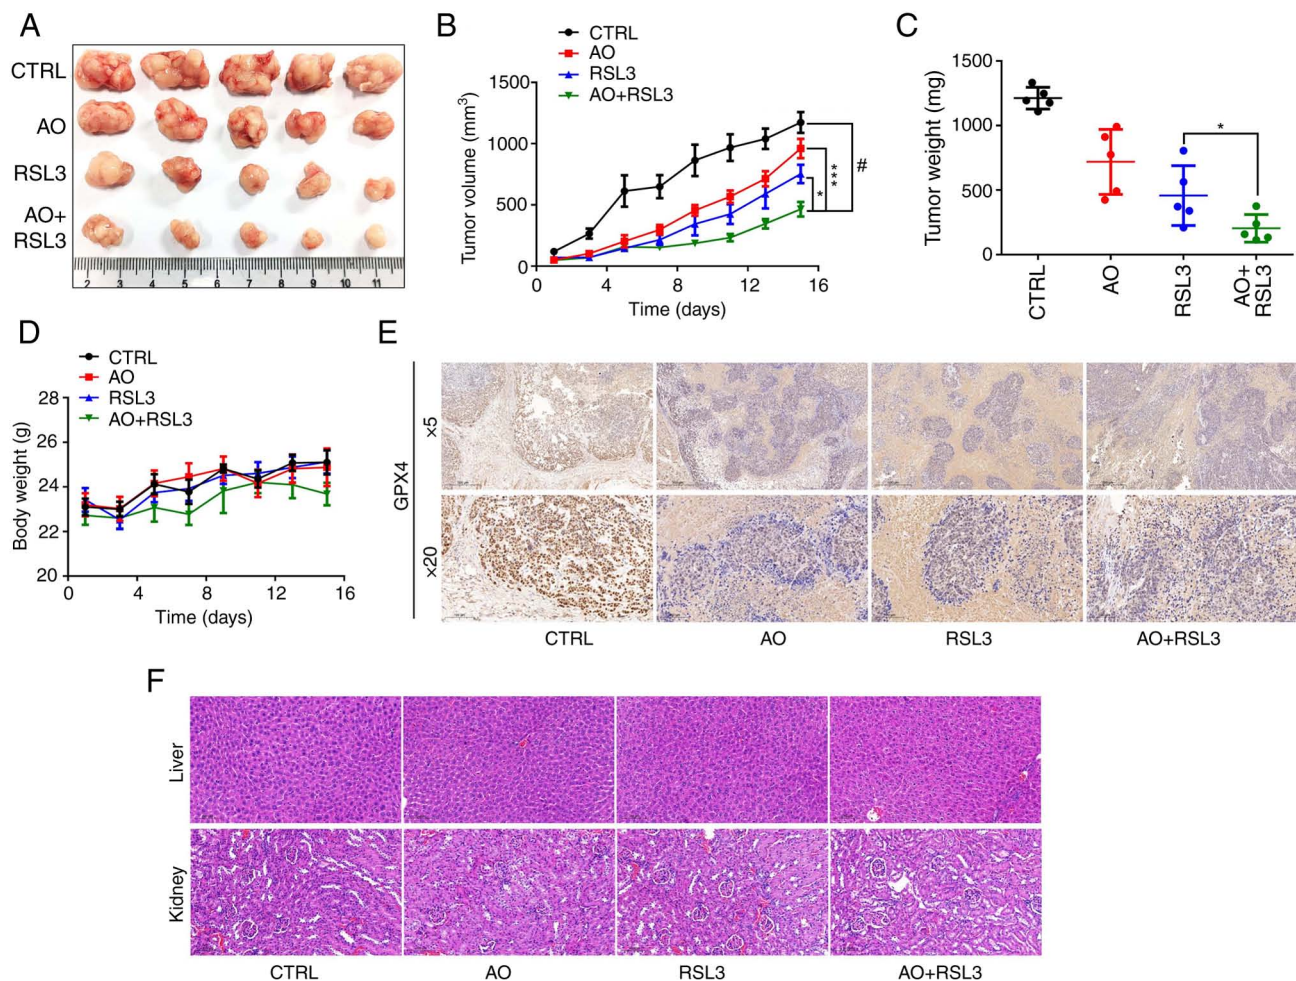 A
CTRL
AO
RSL3
AO+
RSL3
2 3 4 5 6 7 8 9 10 11
B
CTRL
AO
RSL3
AO+RSL3
Tumor volume (mm³)
1500
1000
500
0
0 4 8 12 16
Time (days)
*
***
#
C
Tumor weight (mg)
1500
1000
500
0
*
CTRL
AO
RSL3
AO+
RSL3
D
CTRL
AO
RSL3
AO+RSL3
Body weight (g)
28
26
24
22
20
0 4 8 12 16
Time (days)
E
GPX4
x5
x20
CTRL AO RSL3 AO+RSL3
F
Liver
Kidney
CTRL AO RSL3 AO+RSL3